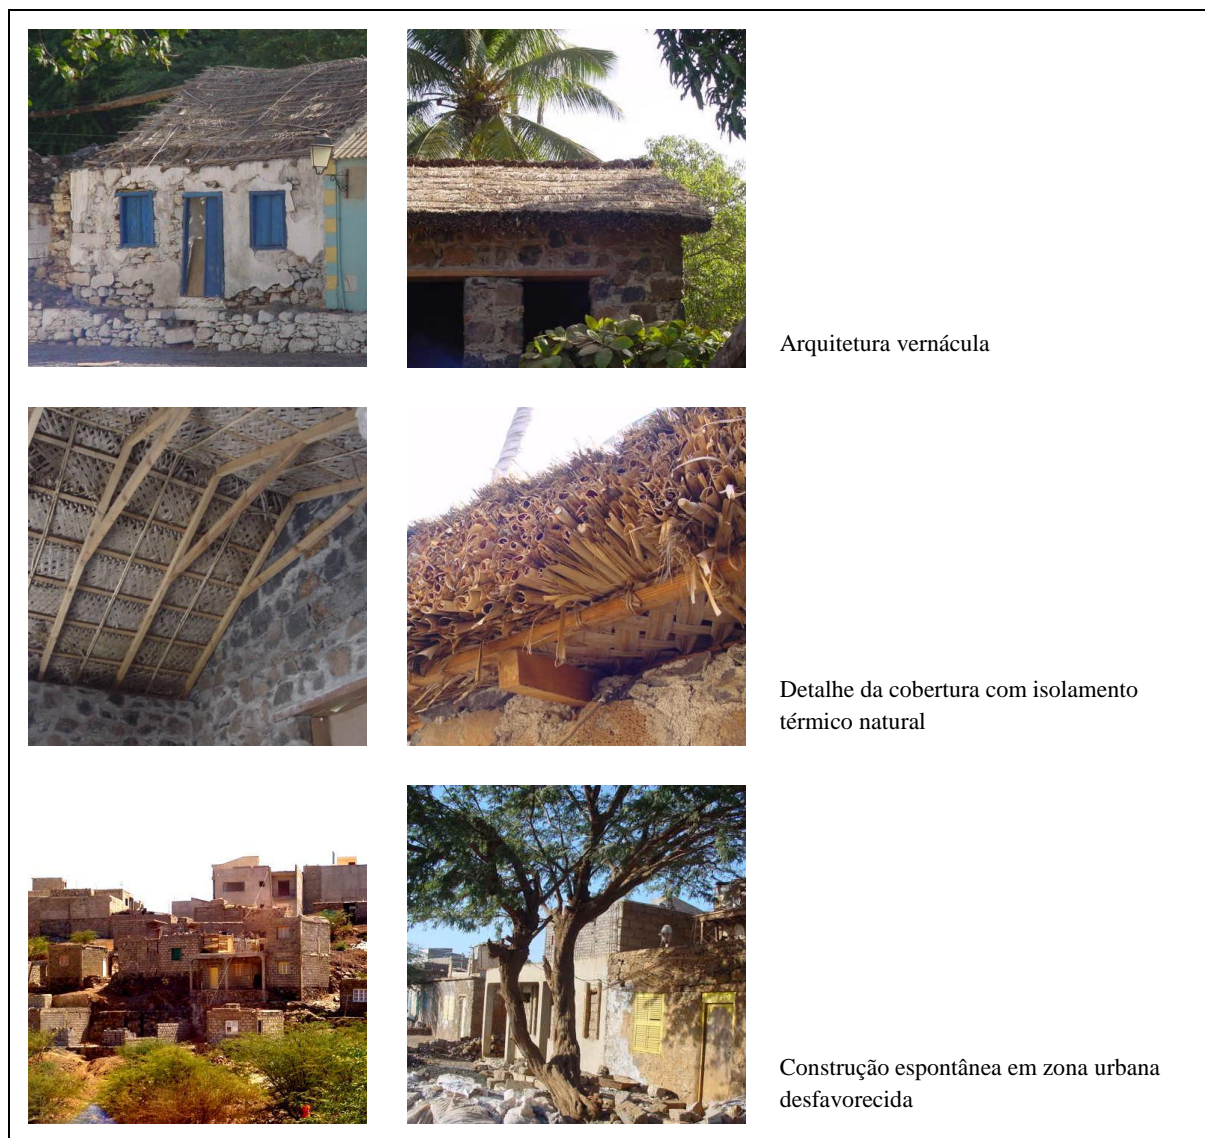 Arquitetura vernácula
Detalhe da cobertura com isolamento
térmico natural
Construção espontânea em zona urbana
desfavorecida